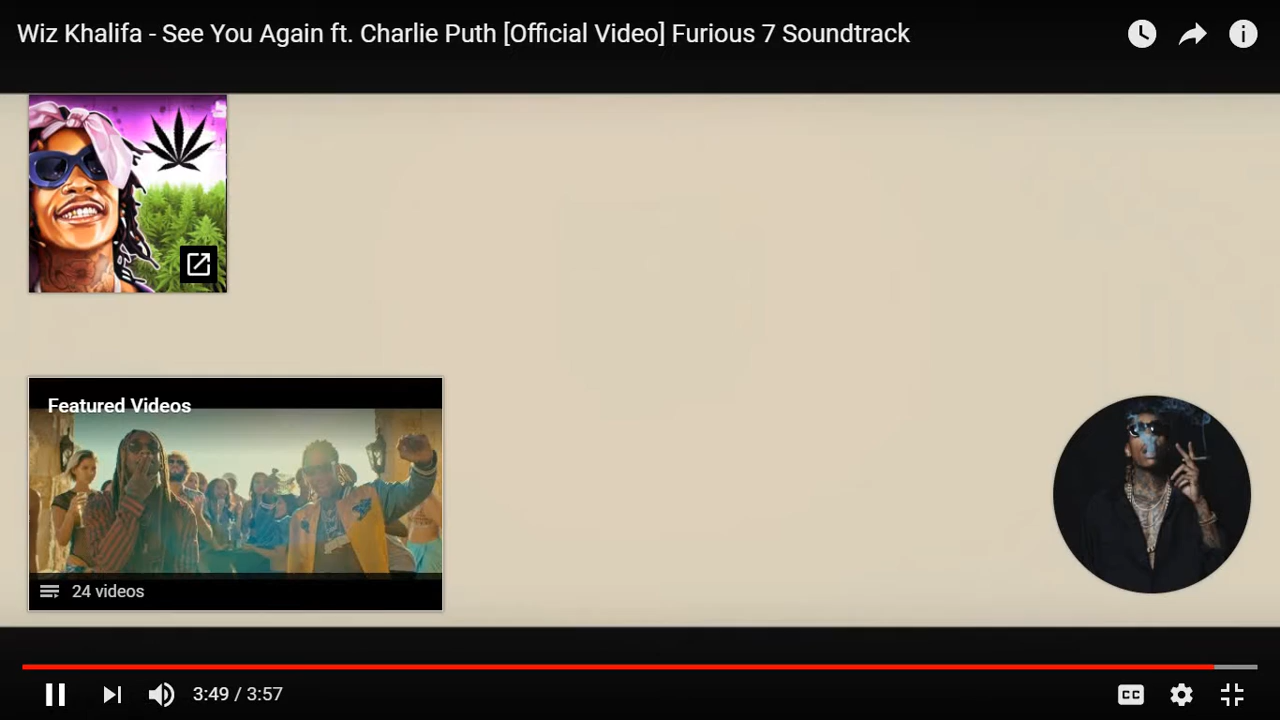 Wiz Khalifa - See You Again ft. Charlie Puth [Official Video] Furious 7 Soundtrack
Featured Videos
24 videos
3:49 / 3:57
CC